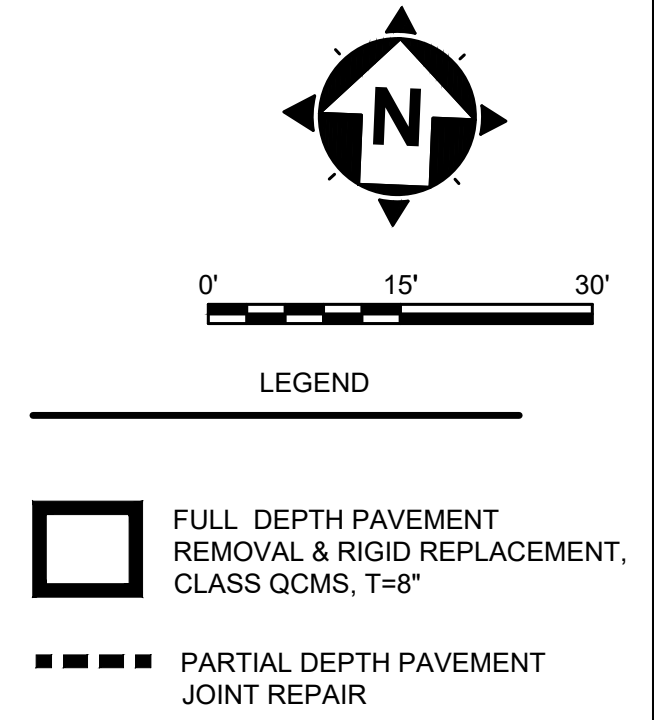 N
0' 15' 30'
LEGEND
FULL DEPTH PAVEMENT
REMOVAL & RIGID REPLACEMENT,
CLASS QCMS, T=8"
PARTIAL DEPTH PAVEMENT
JOINT REPAIR